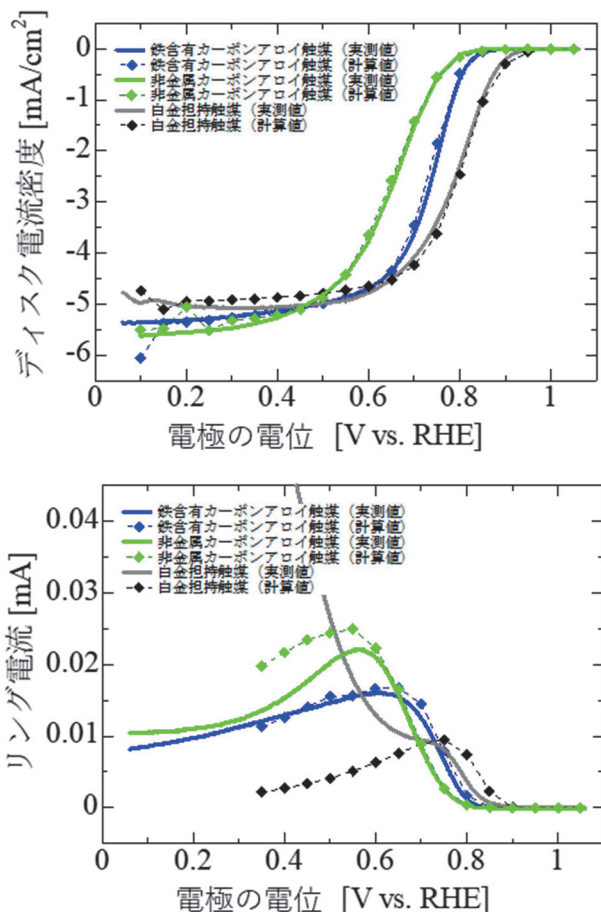 0
-1
-2
-3
-4
-5
-6
ディスク電流密度 [mA/cm²]
鉄含有カーボンアロイ触媒（実測値）
鉄含有カーボンアロイ触媒（計算値）
非金属カーボンアロイ触媒（実測値）
非金属カーボンアロイ触媒（計算値）
白金担持触媒（実測値）
白金担持触媒（計算値）
0 0.2 0.4 0.6 0.8 1
電極の電位 [V vs. RHE]
0.04
0.03
0.02
0.01
0
リング電流 [mA]
鉄含有カーボンアロイ触媒（実測値）
鉄含有カーボンアロイ触媒（計算値）
非金属カーボンアロイ触媒（実測値）
非金属カーボンアロイ触媒（計算値）
白金担持触媒（実測値）
白金担持触媒（計算値）
0 0.2 0.4 0.6 0.8 1
電極の電位 [V vs. RHE]